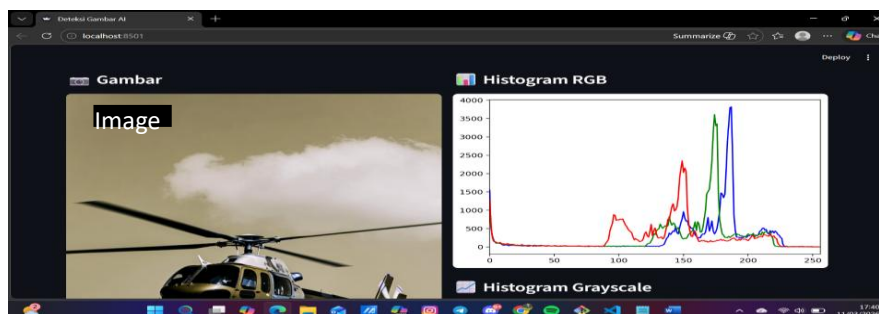 Deteksi Gambar AI
localhost:8501
Summarize
Deploy
Gambar
Histogram RGB
Image
4000
3500
3000
2500
2000
1500
1000
500
0
0 50 100 150 200 250
Histogram Grayscale
17:40